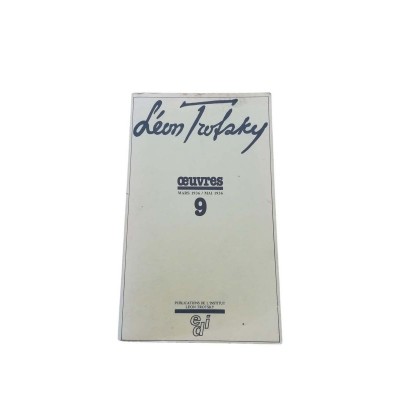 Léon Trotsky
œuvres
MARS 1936 / MAI 1936
9
PUBLICATIONS DE L'INSTITUT
LÉON TROTSKY
edi